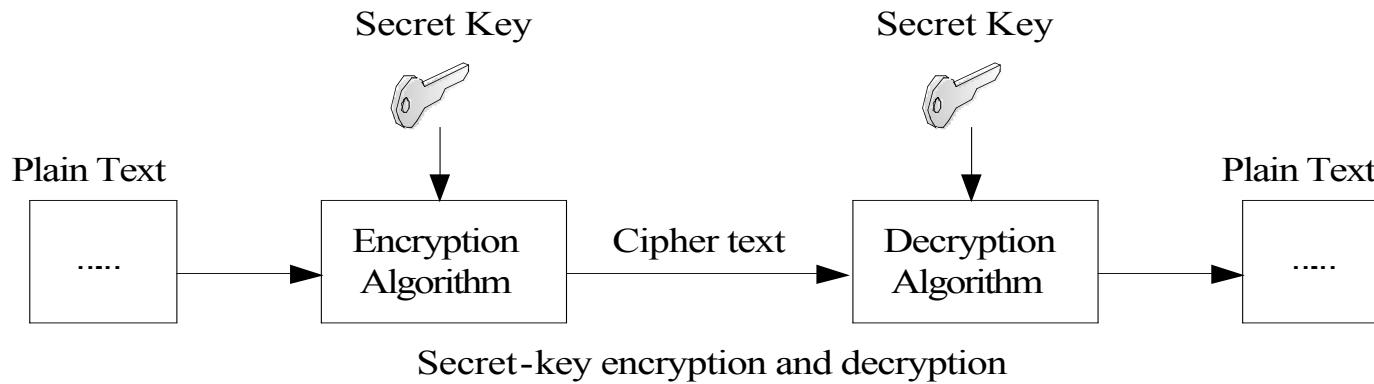 Secret Key
Secret Key
Plain Text
Plain Text
.....
Encryption
Algorithm
Cipher text
Decryption
Algorithm
.....
Secret-key encryption and decryption